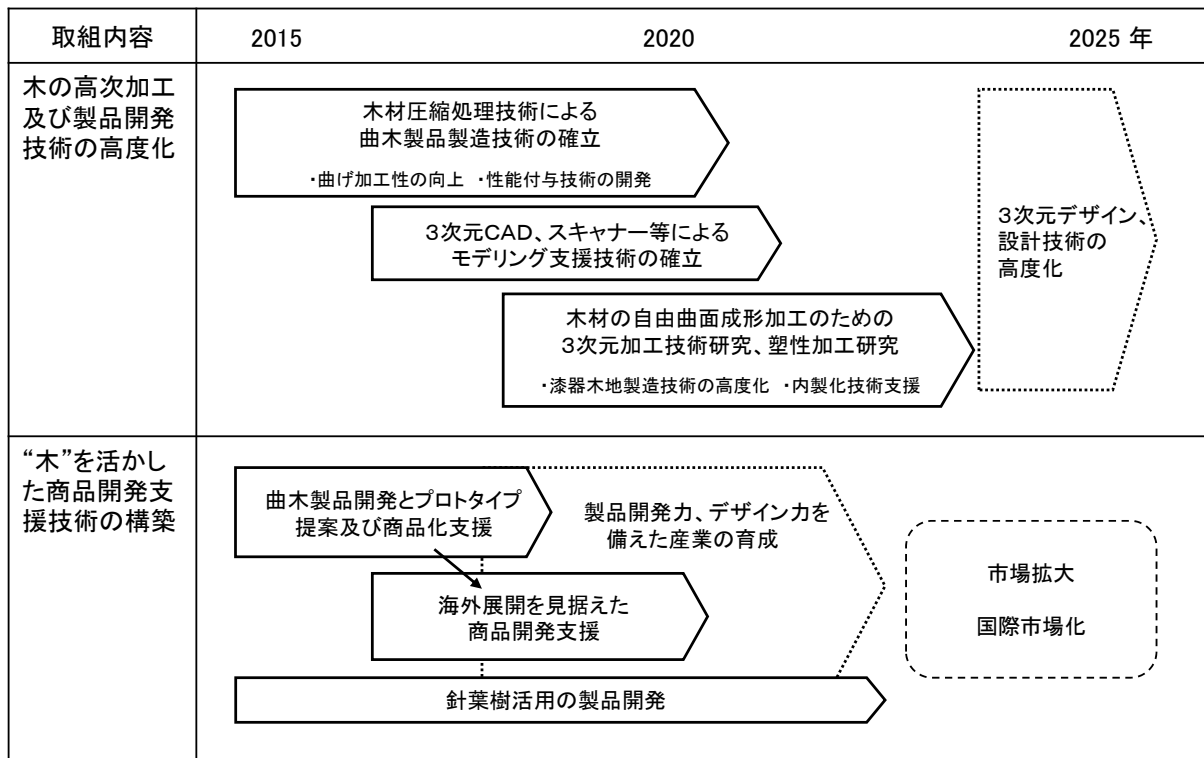 取組内容
2015
2020
2025 年
木の高次加工
及び製品開発
技術の高度化
木材圧縮処理技術による
曲木製品製造技術の確立
・曲げ加工性の向上 ・性能付与技術の開発
3次元CAD、スキャナー等による
モデリング支援技術の確立
木材の自由曲面成形加工のための
3次元加工技術研究、塑性加工研究
・漆器木地製造技術の高度化 ・内製化技術支援
3次元デザイン、
設計技術の
高度化
“木”を活かし
た商品開発支
援技術の構築
曲木製品開発とプロトタイプ
提案及び商品化支援
製品開発力、デザイン力を
備えた産業の育成
海外展開を見据えた
商品開発支援
針葉樹活用の製品開発
市場拡大
国際市場化